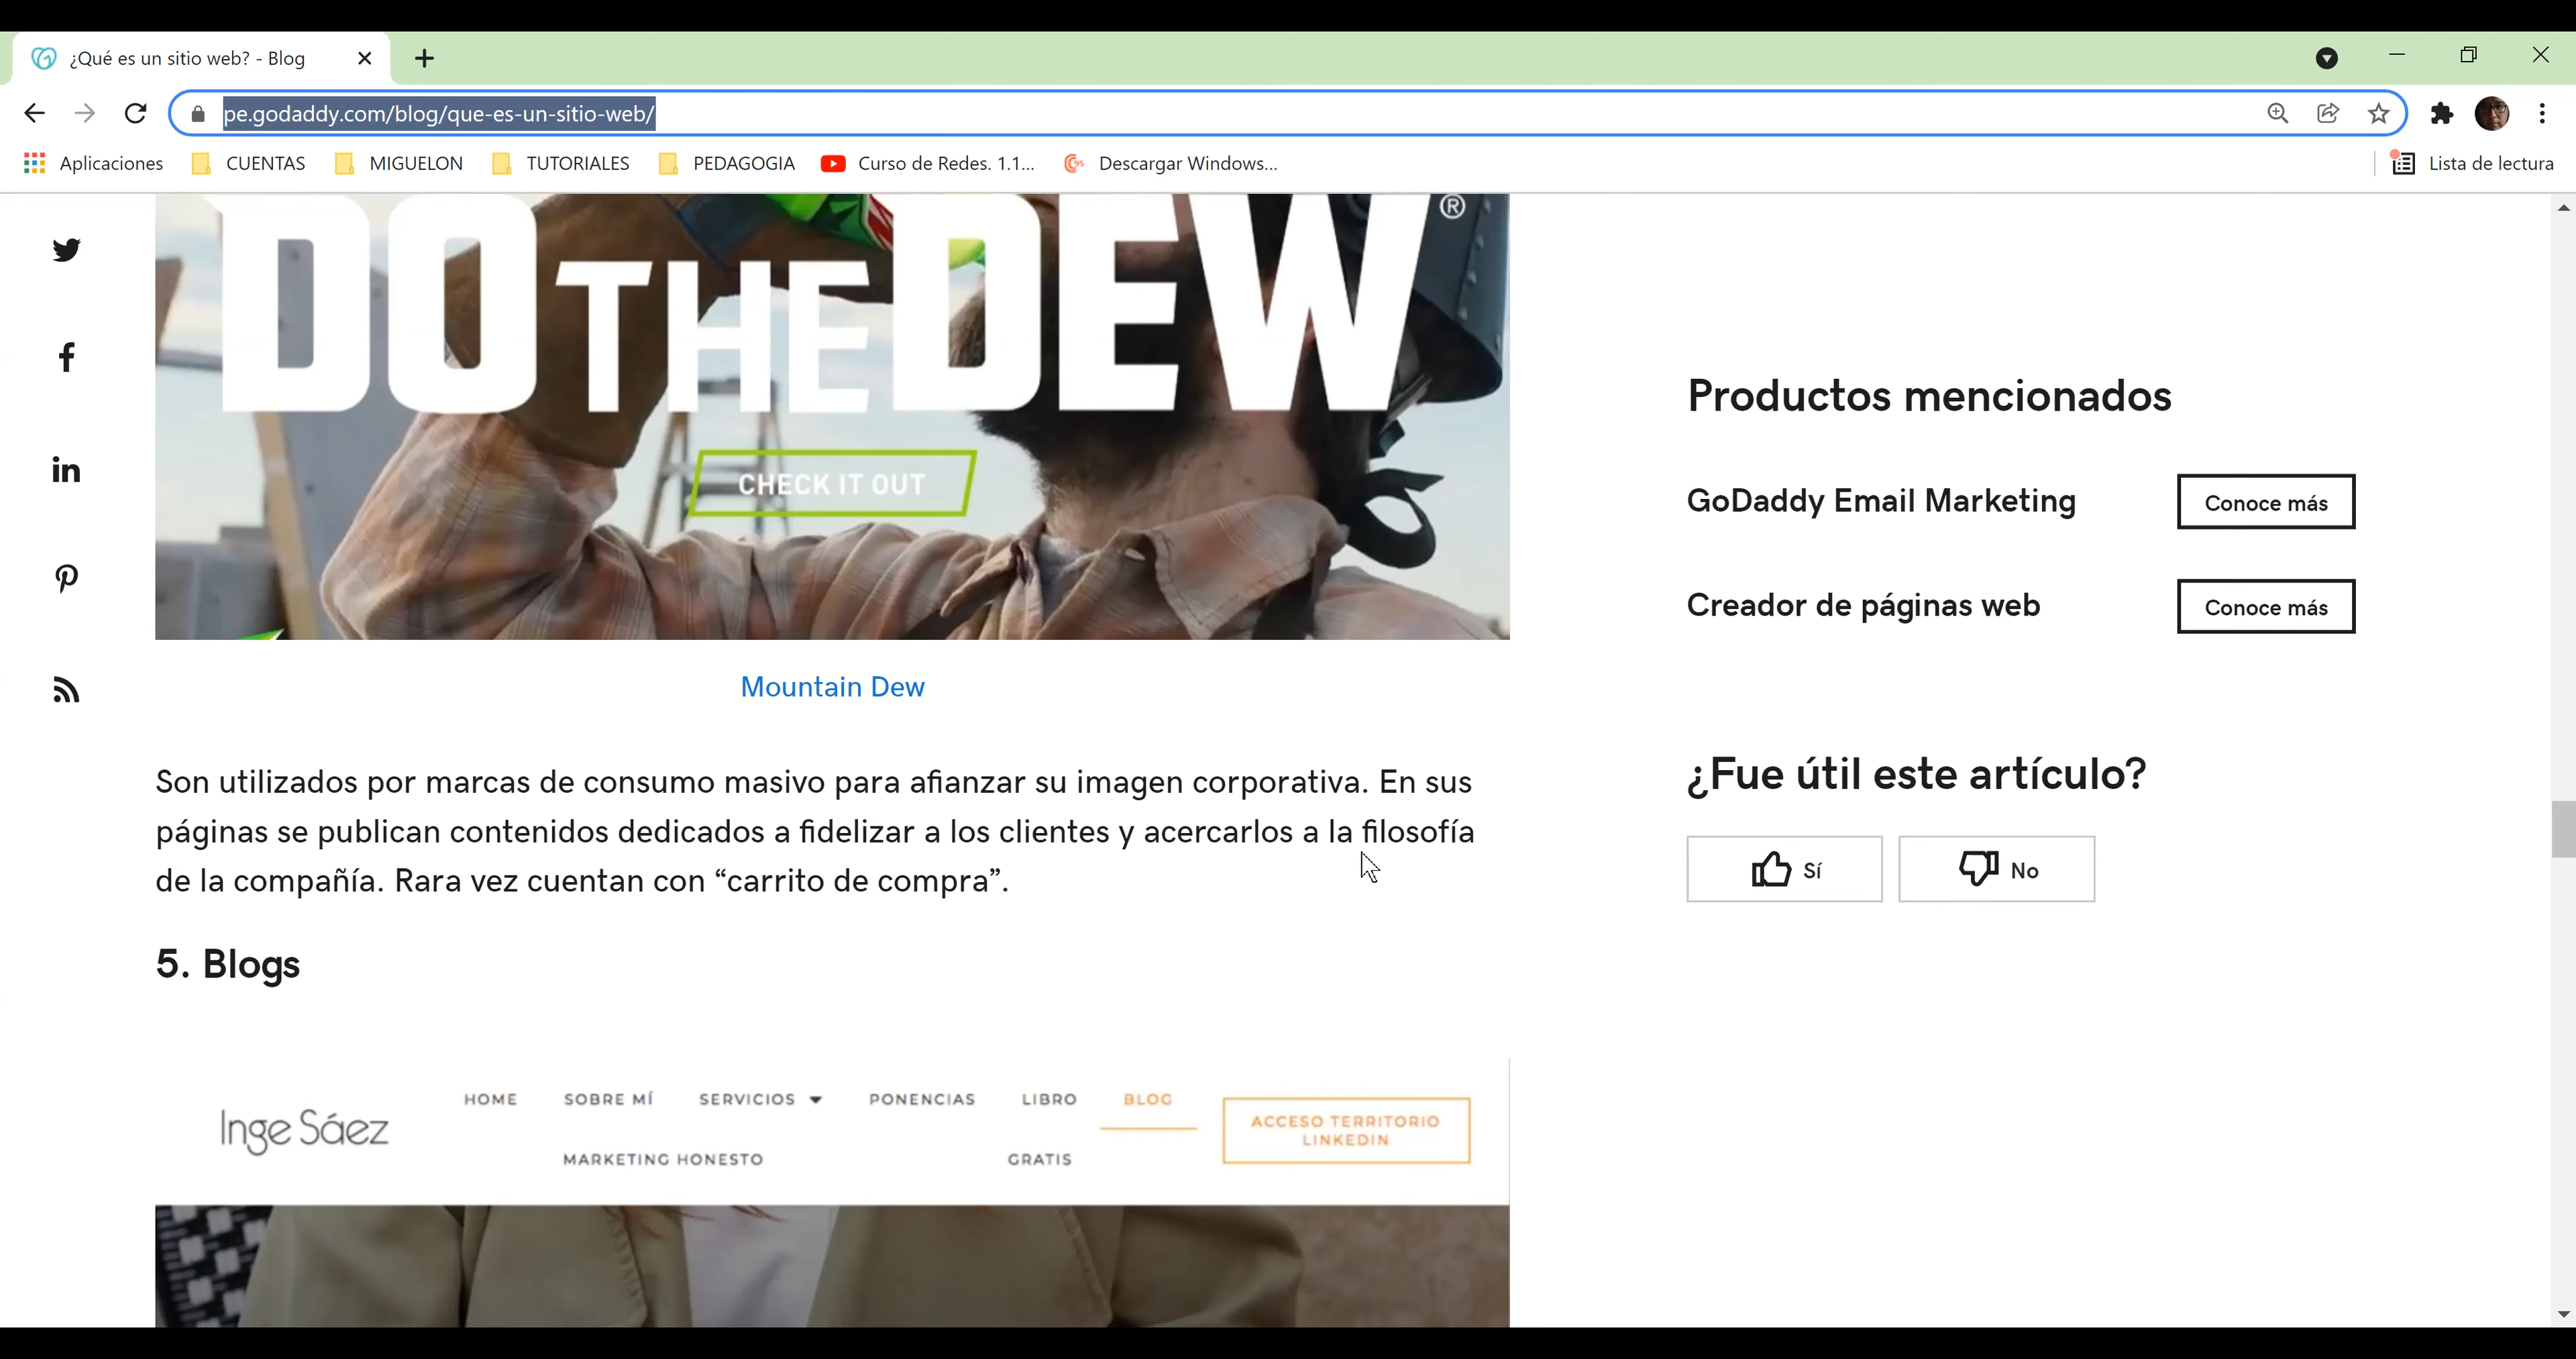 ¿Qué es un sitio web? - Blog
pe.godaddy.com/blog/que-es-un-sitio-web/
Aplicaciones CUENTAS MIGUELON TUTORIALES PEDAGOGIA Curso de Redes. 1.1... Descargar Windows... Lista de lectura
DO THE DEW ®
CHECK IT OUT
Mountain Dew
Son utilizados por marcas de consumo masivo para afianzar su imagen corporativa. En sus
páginas se publican contenidos dedicados a fidelizar a los clientes y acercarlos a la filosofía
de la compañía. Rara vez cuentan con “carrito de compra”.
5. Blogs
Inge Sáez
HOME SOBRE MÍ SERVICIOS PONENCIAS LIBRO BLOG
MARKETING HONESTO GRATIS
ACCESO TERRITORIO
LINKEDIN
Productos mencionados
GoDaddy Email Marketing Conoce más
Creador de páginas web Conoce más
¿Fue útil este artículo?
Sí No